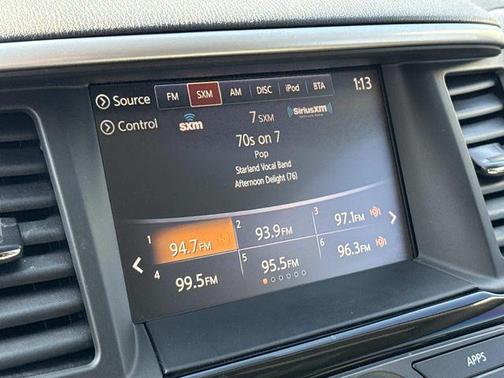 Source FM SXM AM DISC iPod BTA 1:13
Control sxm 7 SXM SiriusXM
70s on 7
Pop
Starland Vocal Band
Afternoon Delight (76)
1 94.7FM 2 93.9FM 3 97.1FM
4 99.5FM 5 95.5FM 6 96.3FM
APPS